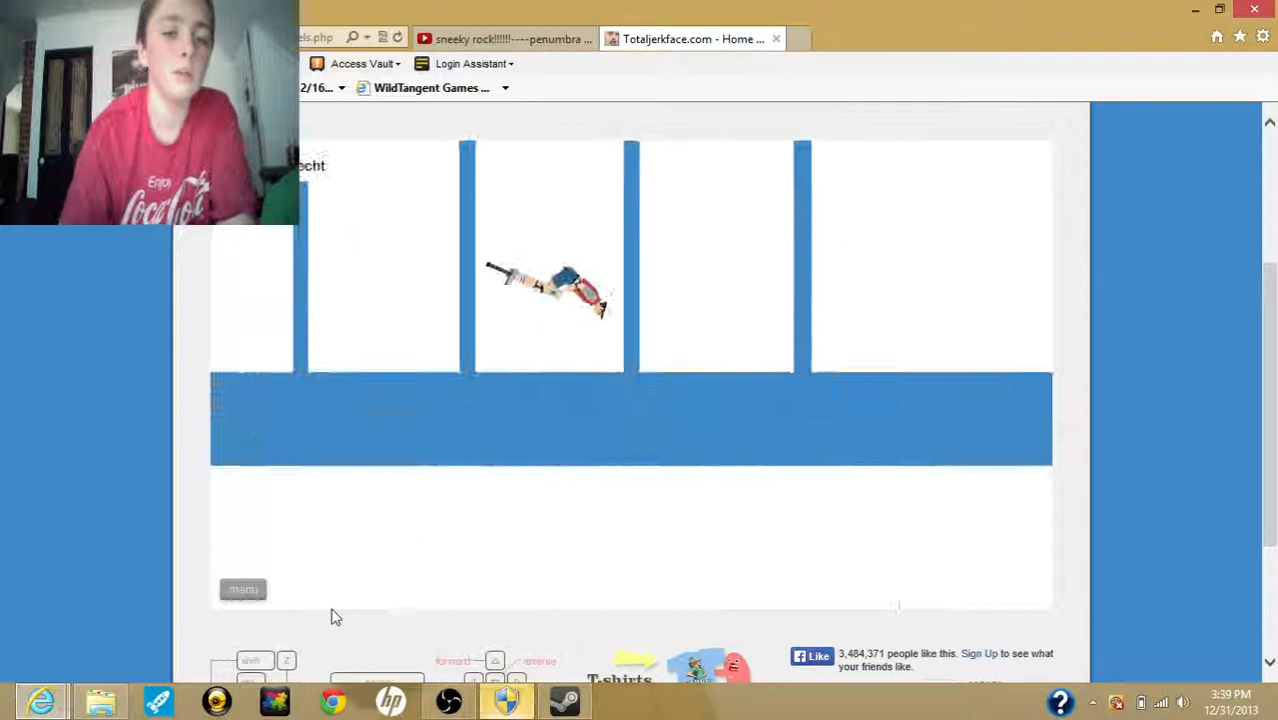 els.php
sneeky rock!!!!!!----penumbra ...
Totaljerkface.com - Home ...
Access Vault
Login Assistant
2/16...
WildTangent Games ...
Enjoy
Coca-Cola
echt
menu
shift
Z
forward
reverse
T-shirts
Like
3,484,371 people like this. Sign Up to see what
your friends like.
hp
3:39 PM
12/31/2013